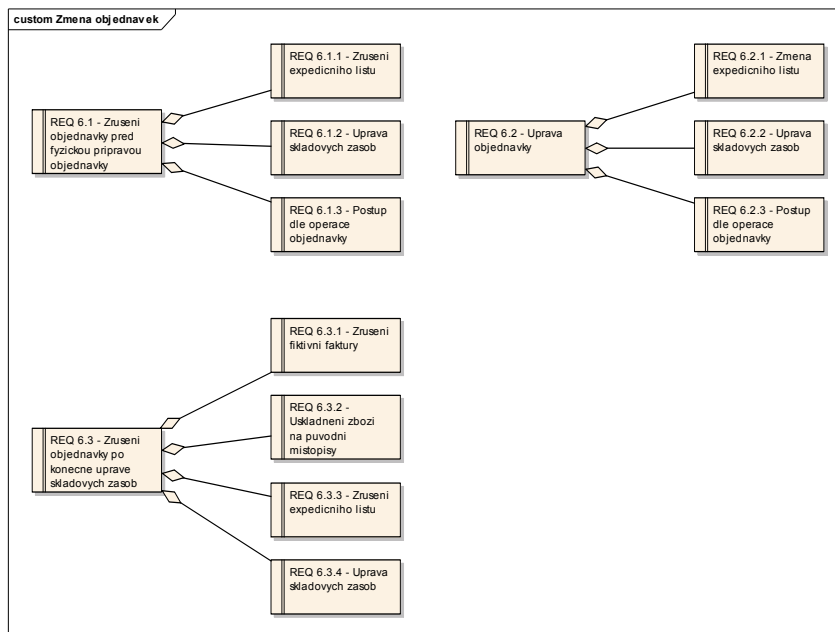 custom Zmena objednavek
REQ 6.1 - Zruseni
objednavky pred
fyzickou pripravou
objednavky
REQ 6.1.1 - Zruseni
expedicniho listu
REQ 6.1.2 - Uprava
skladovych zasob
REQ 6.1.3 - Postup
dle operace
objednavky
REQ 6.2 - Uprava
objednavky
REQ 6.2.1 - Zmena
expedicniho listu
REQ 6.2.2 - Uprava
skladovych zasob
REQ 6.2.3 - Postup
dle operace
objednavky
REQ 6.3 - Zruseni
objednavky po
konecne uprave
skladovych zasob
REQ 6.3.1 - Zruseni
fiktivni faktury
REQ 6.3.2 -
Uskladneni zbozi
na puvodni
mistopisy
REQ 6.3.3 - Zruseni
expedicniho listu
REQ 6.3.4 - Uprava
skladovych zasob